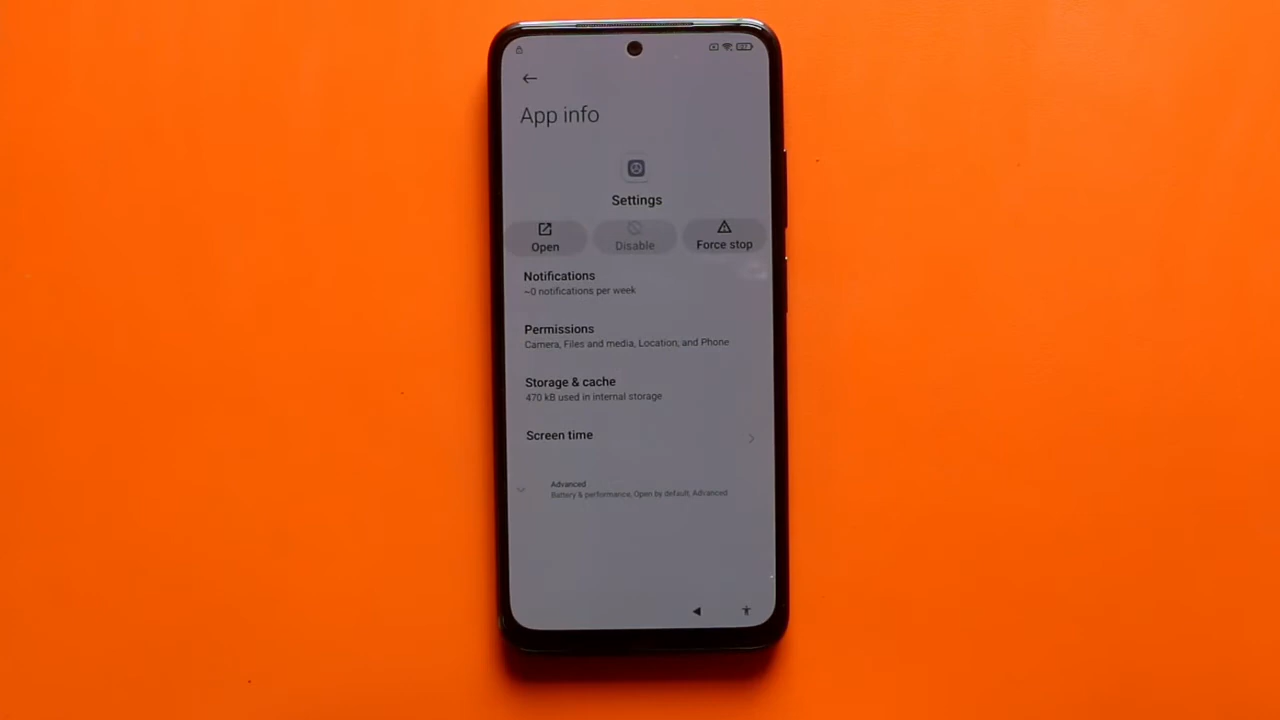 App info
Settings
Open
Disable
Force stop
Notifications
~0 notifications per week
Permissions
Camera, Files and media, Location, and Phone
Storage & cache
470 kB used in internal storage
Screen time
Advanced
Battery & performance, Open by default, Advanced